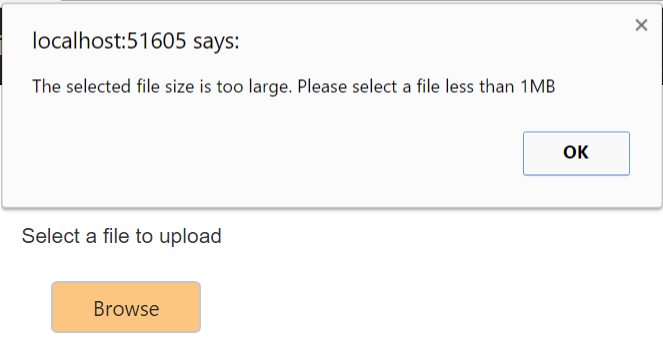 localhost:51605 says:
The selected file size is too large. Please select a file less than 1MB
OK
Select a file to upload
Browse